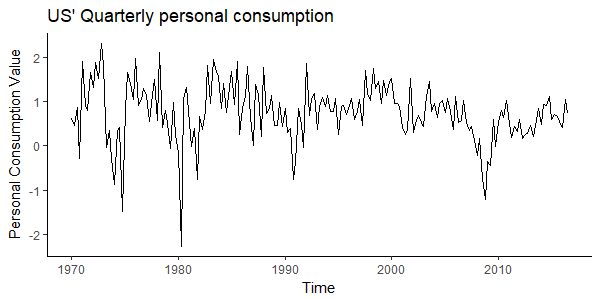 US' Quarterly personal consumption
Personal Consumption Value
2
1
0
-1
-2
1970 1980 1990 2000 2010
Time